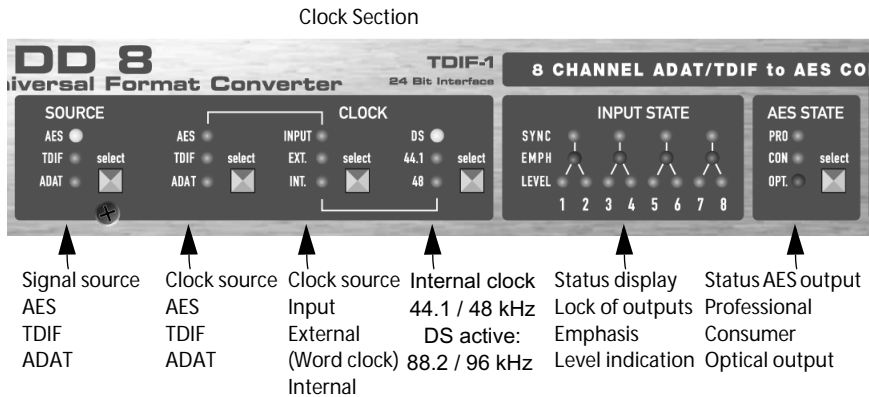 Clock Section
DD 8
TDIF-1
iversal Format Converter
24 Bit Interface
8 CHANNEL ADAT/TDIF to AES CO
SOURCE
CLOCK
INPUT STATE
AES STATE
AES
AES
INPUT
DS
SYNC
PRO
TDIF
select
TDIF
select
EXT.
select
44.1
select
EMPH
CON
select
ADAT
ADAT
INT.
48
LEVEL
OPT.
1 2 3 4 5 6 7 8
Signal source
AES
TDIF
ADAT
Clock source
AES
TDIF
ADAT
Clock source
Input
External
(Word clock)
Internal
Internal clock
44.1 / 48 kHz
DS active:
88.2 / 96 kHz
Status display
Lock of outputs
Emphasis
Level indication
Status AES output
Professional
Consumer
Optical output